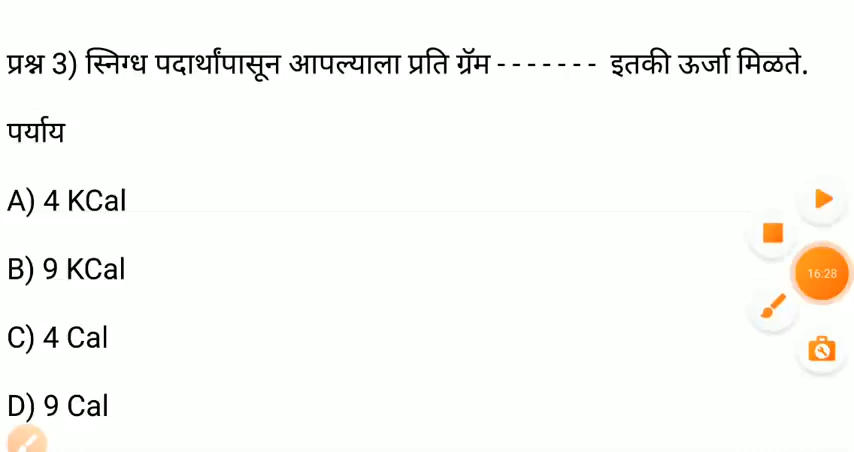 प्रश्न 3) स्निग्ध पदार्थांपासून आपल्याला प्रति ग्रॅम ------- इतकी ऊर्जा मिळते.
पर्याय
A) 4 KCal
B) 9 KCal
16:28
C) 4 Cal
D) 9 Cal